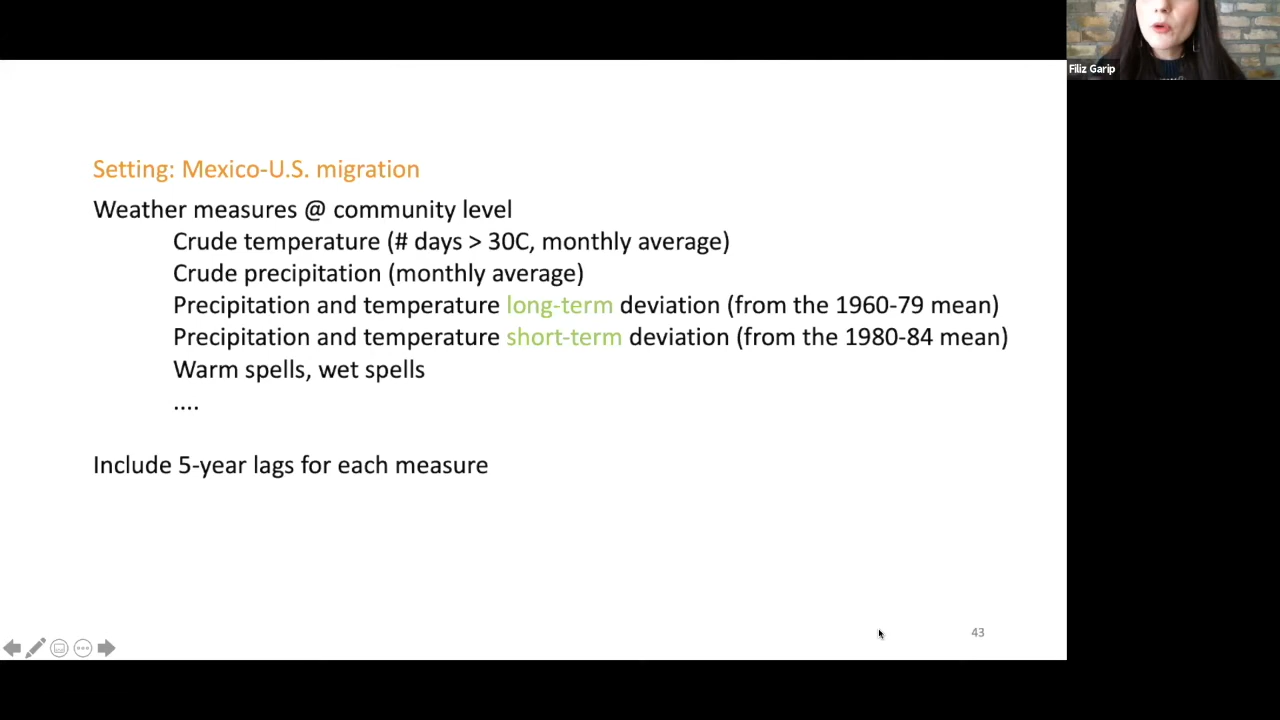 Filiz Garip
Setting: Mexico-U.S. migration
Weather measures @ community level
Crude temperature (# days > 30C, monthly average)
Crude precipitation (monthly average)
Precipitation and temperature long-term deviation (from the 1960-79 mean)
Precipitation and temperature short-term deviation (from the 1980-84 mean)
Warm spells, wet spells
....
Include 5-year lags for each measure
43